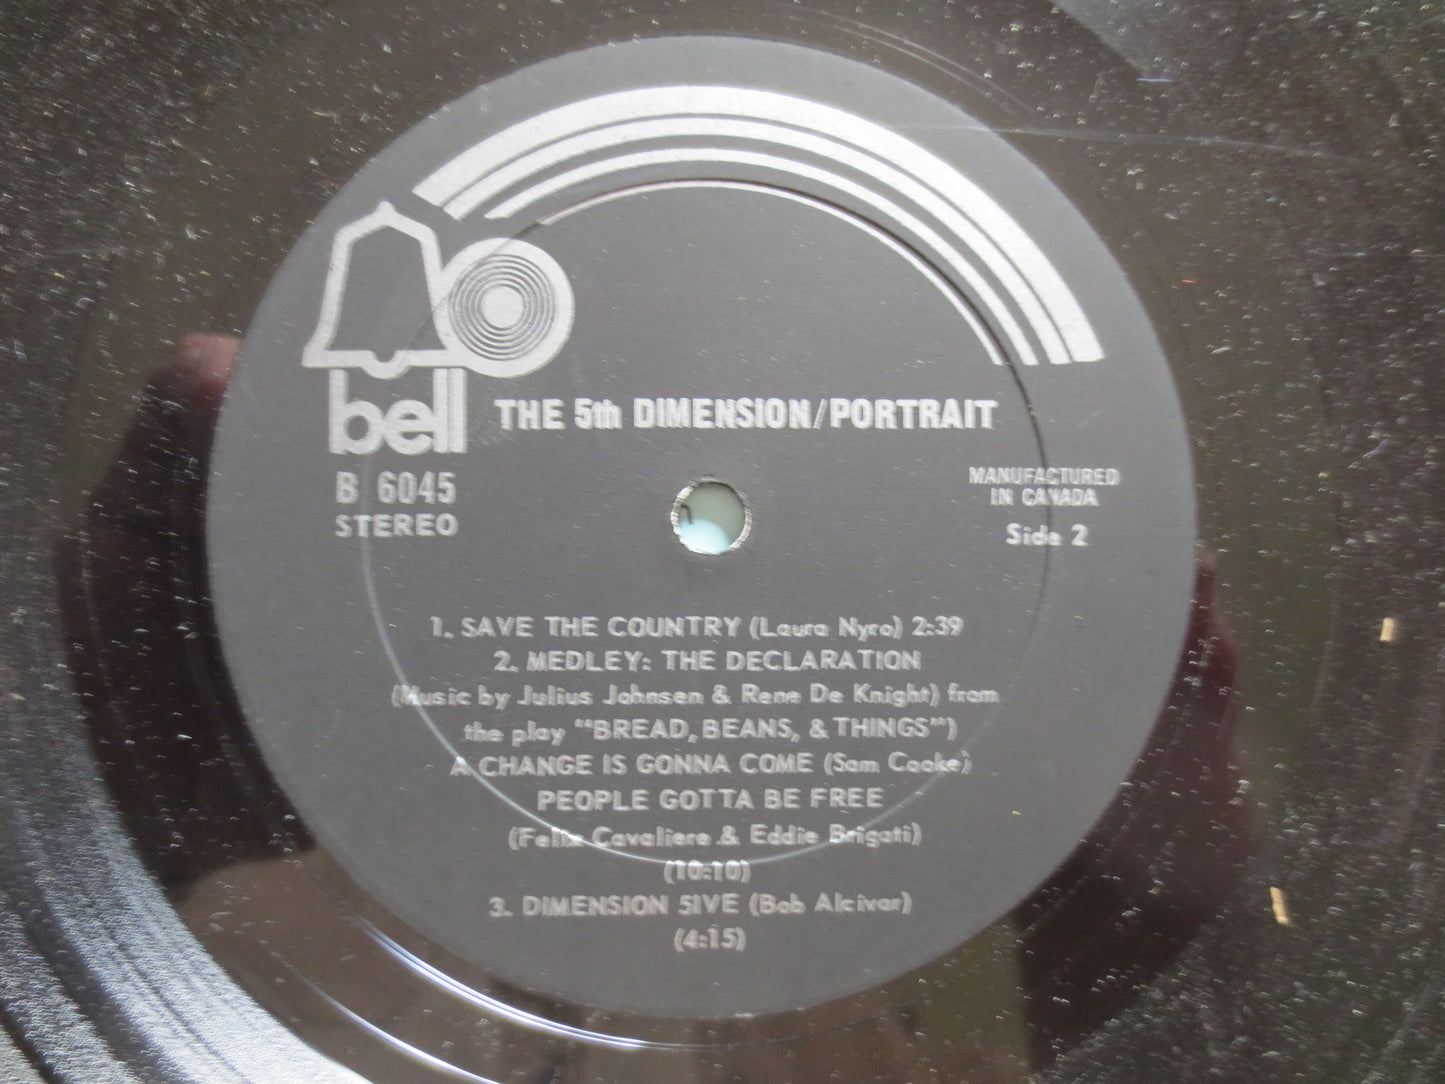 bell
THE 5th DIMENSION/PORTRAIT
B 6045
STEREO
MANUFACTURED
IN CANADA
Side 2
1. SAVE THE COUNTRY (Laura Nyro) 2:39
2. MEDLEY: THE DECLARATION
(Music by Julius Johnsen & Rene De Knight) from
the play "BREAD, BEANS, & THINGS")
A CHANGE IS GONNA COME (Sam Cooke)
PEOPLE GOTTA BE FREE
(Felix Cavaliere & Eddie Brigati)
(10:10)
3. DIMENSION 5IVE (Bob Alcivar)
(4:15)